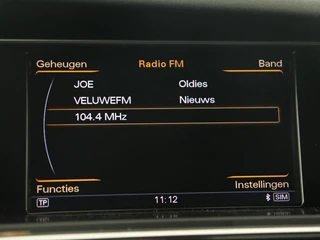 Geheugen Radio FM Band
JOE Oldies
VELUWEFM Nieuws
104.4 MHz
Functies Instellingen
TP 11:12 SIM